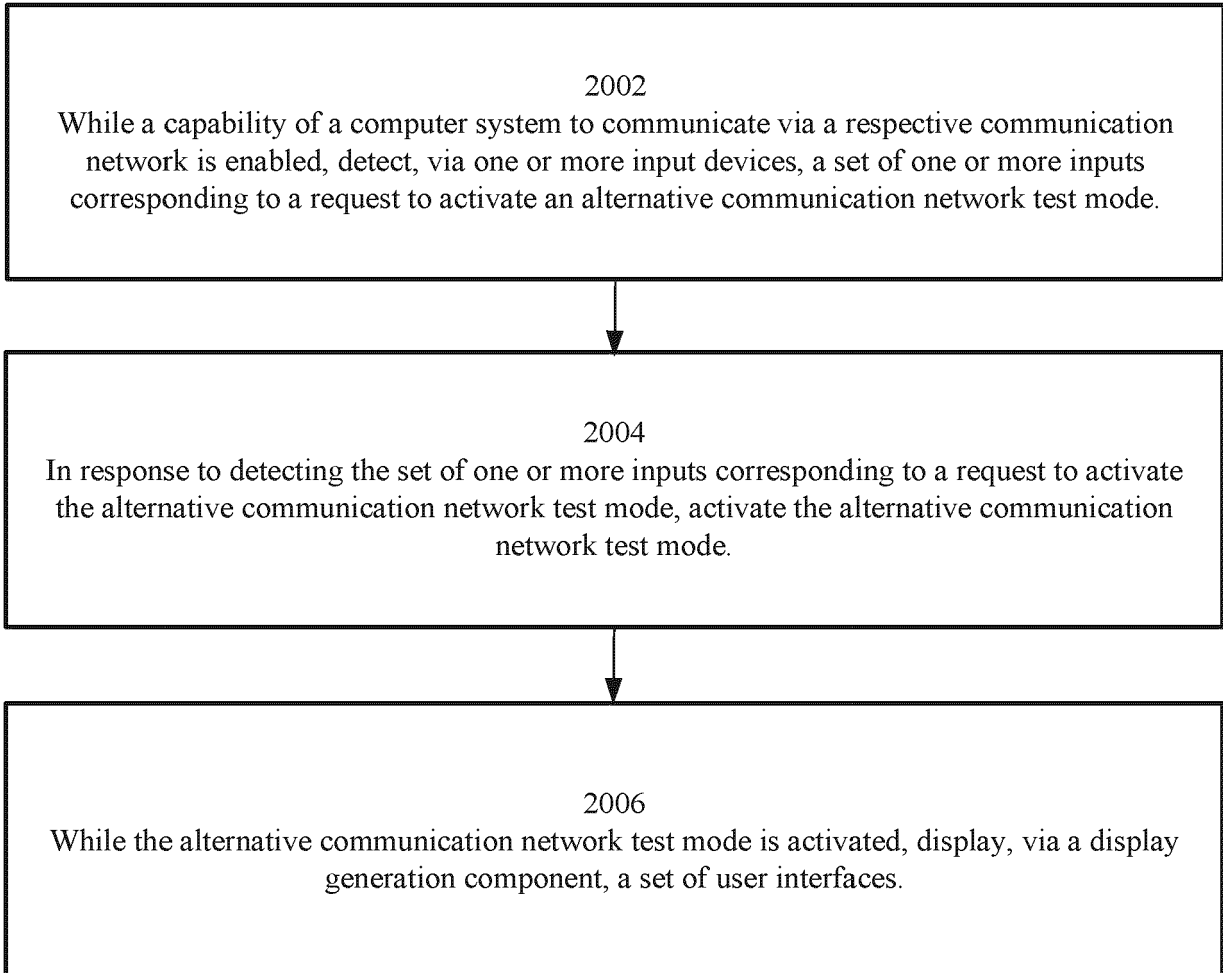 2002
While a capability of a computer system to communicate via a respective communication
network is enabled, detect, via one or more input devices, a set of one or more inputs
corresponding to a request to activate an alternative communication network test mode.
2004
In response to detecting the set of one or more inputs corresponding to a request to activate
the alternative communication network test mode, activate the alternative communication
network test mode.
2006
While the alternative communication network test mode is activated, display, via a display
generation component, a set of user interfaces.